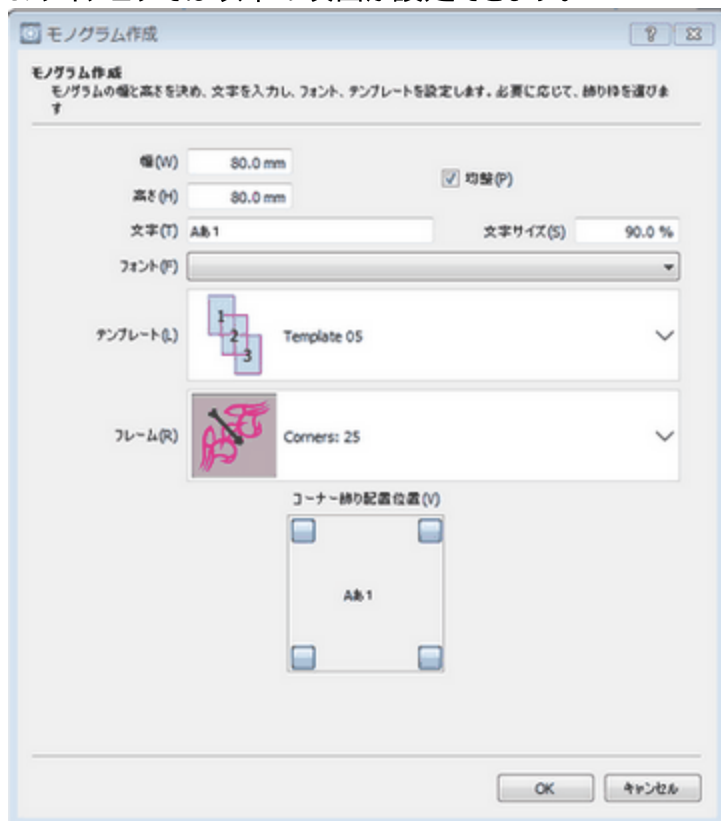 モノグラム作成
モノグラム作成
モノグラムの幅と高さを決め、文字を入力し、フォント、テンプレートを設定します。必要に応じて、飾り枠を選びま
す
幅(W) 80.0 mm
均整(P)
高さ(H) 80.0 mm
文字(T) Aあ1 文字サイズ(S) 90.0 %
フォント(F)
テンプレート(L) 1 2 3 Template 05
フレーム(R) Corners: 25
コーナー飾り配置位置(V)
Aあ1
OK キャンセル